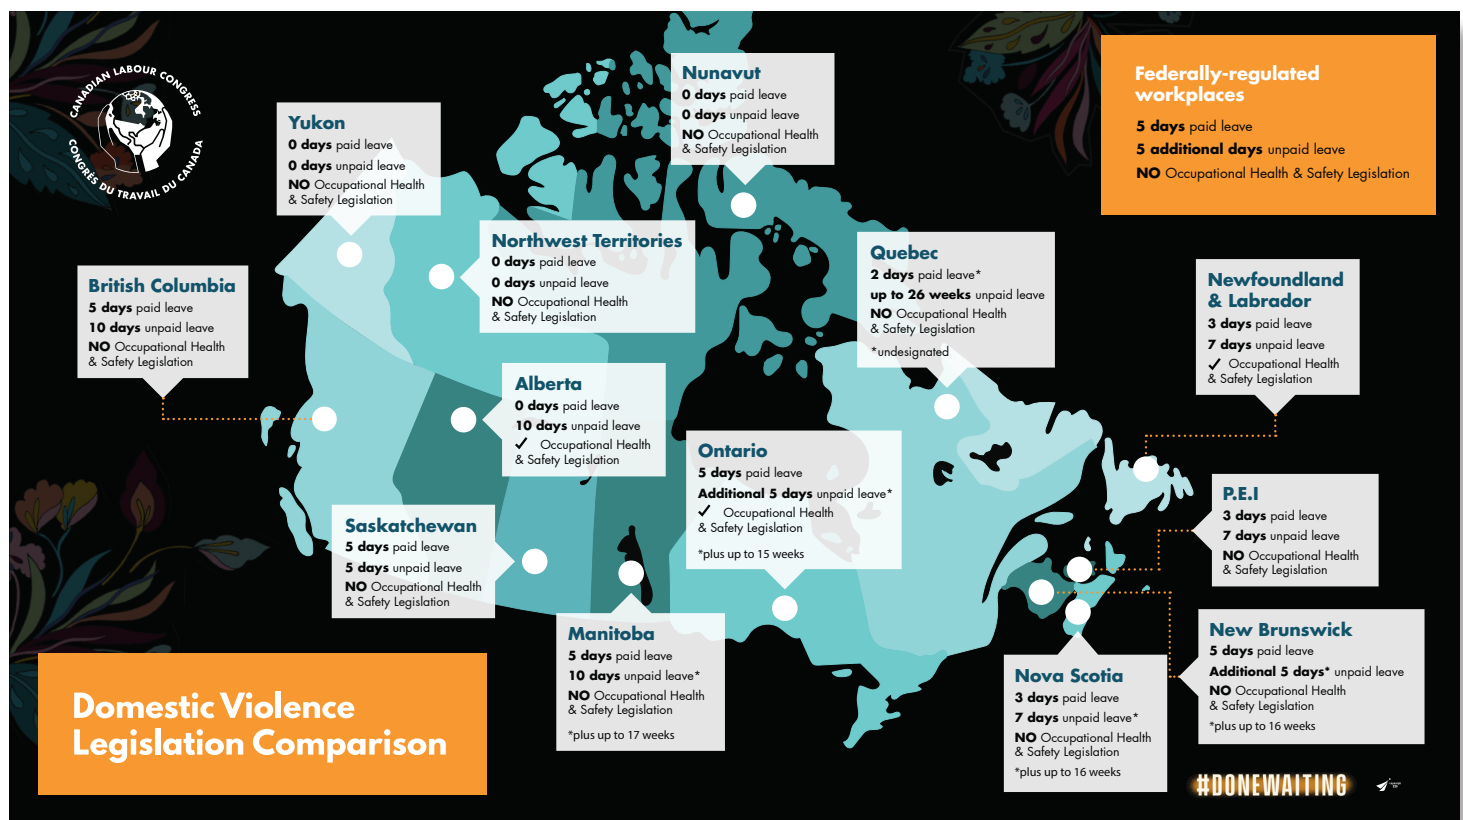 CANADIAN LABOUR CONGRESS
CONGRÈS DU TRAVAIL DU CANADA
Yukon
0 days paid leave
0 days unpaid leave
NO Occupational Health
& Safety Legislation
Nunavut
0 days paid leave
0 days unpaid leave
NO Occupational Health
& Safety Legislation
Federally-regulated
workplaces
5 days paid leave
5 additional days unpaid leave
NO Occupational Health & Safety Legislation
Northwest Territories
0 days paid leave
0 days unpaid leave
NO Occupational Health
& Safety Legislation
Quebec
2 days paid leave*
up to 26 weeks unpaid leave
NO Occupational Health
& Safety Legislation
*undesignated
British Columbia
5 days paid leave
10 days unpaid leave
NO Occupational Health
& Safety Legislation
Newfoundland
& Labrador
3 days paid leave
7 days unpaid leave
✓ Occupational Health
& Safety Legislation
Alberta
0 days paid leave
10 days unpaid leave
✓ Occupational Health
& Safety Legislation
Ontario
5 days paid leave
Additional 5 days unpaid leave*
✓ Occupational Health
& Safety Legislation
*plus up to 15 weeks
P.E.I
3 days paid leave
7 days unpaid leave
NO Occupational Health
& Safety Legislation
Saskatchewan
5 days paid leave
5 days unpaid leave
NO Occupational Health
& Safety Legislation
Manitoba
5 days paid leave
10 days unpaid leave*
NO Occupational Health
& Safety Legislation
*plus up to 17 weeks
New Brunswick
5 days paid leave
Additional 5 days* unpaid leave
NO Occupational Health
& Safety Legislation
*plus up to 16 weeks
Nova Scotia
3 days paid leave
7 days unpaid leave*
NO Occupational Health
& Safety Legislation
*plus up to 16 weeks
Domestic Violence
Legislation Comparison
#DONEWAITING